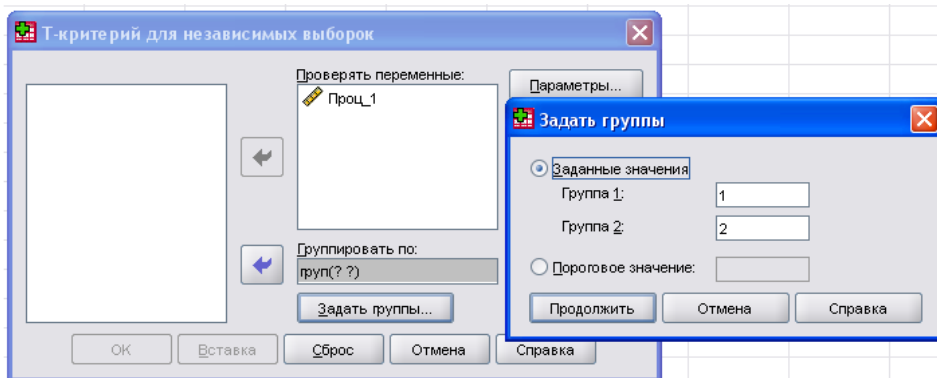 Т-критерий для независимых выборок
Проверять переменные:
Проц_1
Параметры...
Группировать по:
груп(? ?)
Задать группы...
ОК
Вставка
Сброс
Отмена
Справка
Задать группы
Заданные значения
Группа 1:
1
Группа 2:
2
Пороговое значение:
Продолжить
Отмена
Справка